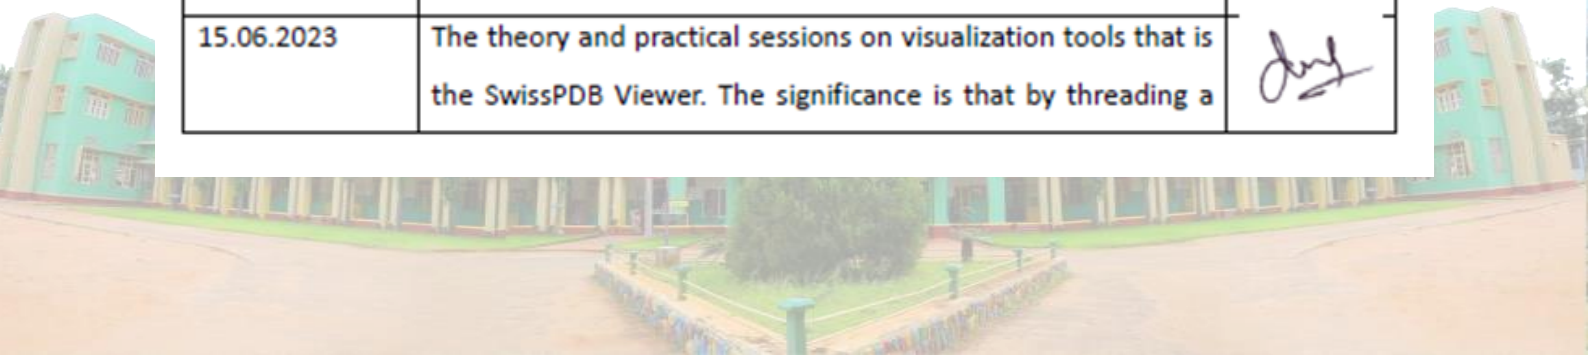 15.06.2023
The theory and practical sessions on visualization tools that is
the SwissPDB Viewer. The significance is that by threading a